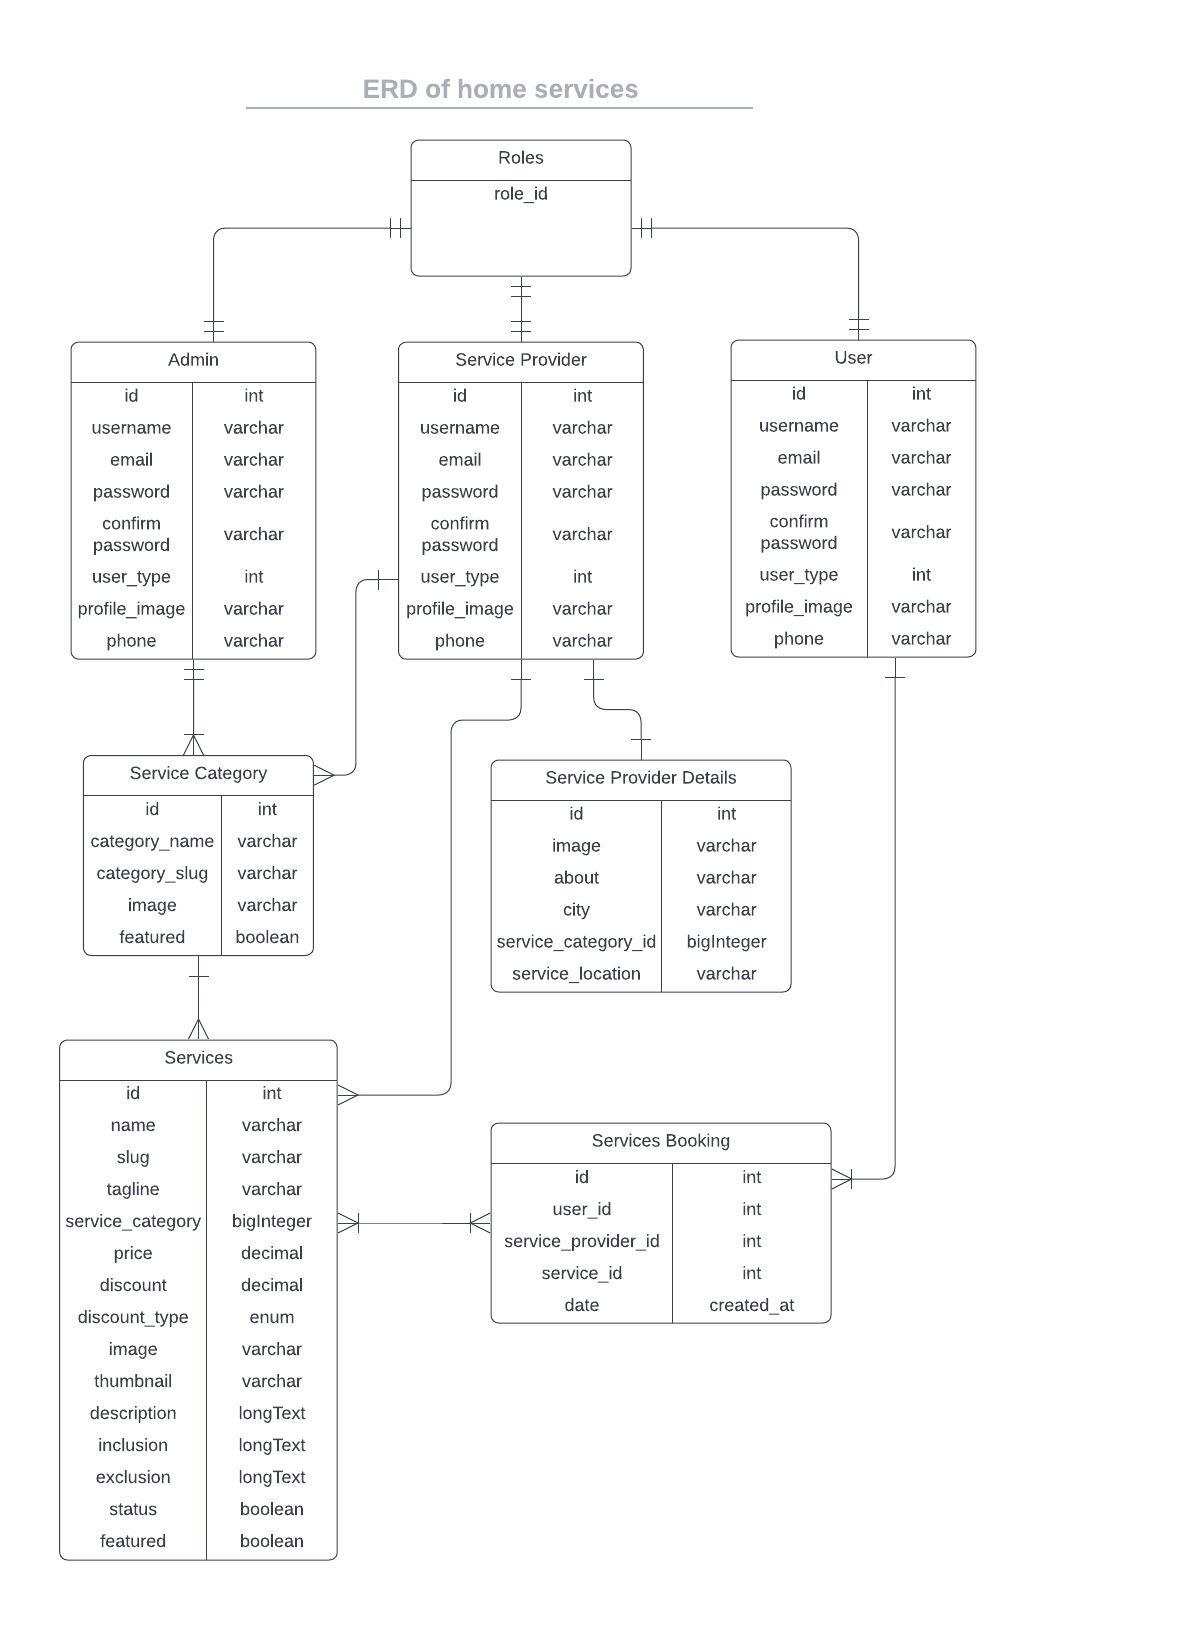 ERD of home services
Roles
role_id
Admin
id int
username varchar
email varchar
password varchar
confirm
password varchar
user_type int
profile_image varchar
phone varchar
Service Provider
id int
username varchar
email varchar
password varchar
confirm
password varchar
user_type int
profile_image varchar
phone varchar
User
id int
username varchar
email varchar
password varchar
confirm
password varchar
user_type int
profile_image varchar
phone varchar
Service Category
id int
category_name varchar
category_slug varchar
image varchar
featured boolean
Service Provider Details
id int
image varchar
about varchar
city varchar
service_category_id bigInteger
service_location varchar
Services
id int
name varchar
slug varchar
tagline varchar
service_category bigInteger
price decimal
discount decimal
discount_type enum
image varchar
thumbnail varchar
description longText
inclusion longText
exclusion longText
status boolean
featured boolean
Services Booking
id int
user_id int
service_provider_id int
service_id int
date created_at